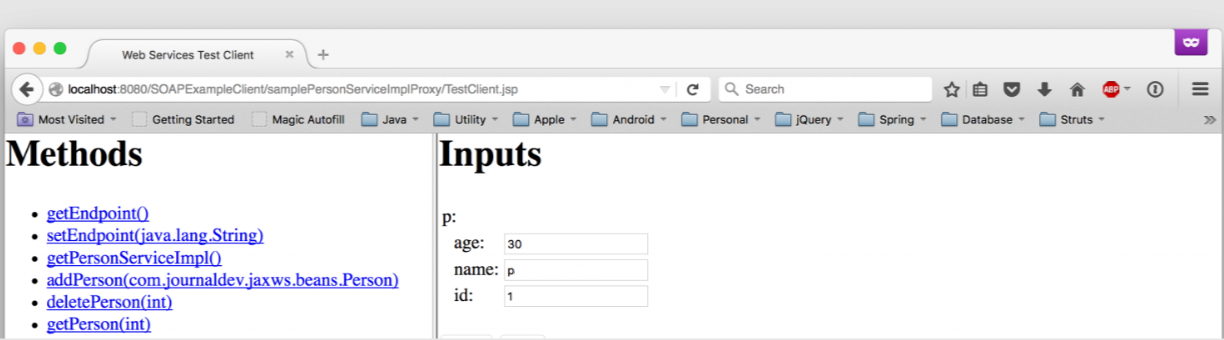 Web Services Test Client
localhost:8080/SOAPExampleClient/samplePersonServiceImplProxy/TestClient.jsp
Search
ABP
Most Visited
Getting Started
Magic Autofill
Java
Utility
Apple
Android
Personal
jQuery
Spring
Database
Struts
Methods
getEndpoint()
setEndpoint(java.lang.String)
getPersonServiceImpl()
addPerson(com.journaldev.jaxws.beans.Person)
deletePerson(int)
getPerson(int)
Inputs
p:
age: 30
name: p
id: 1